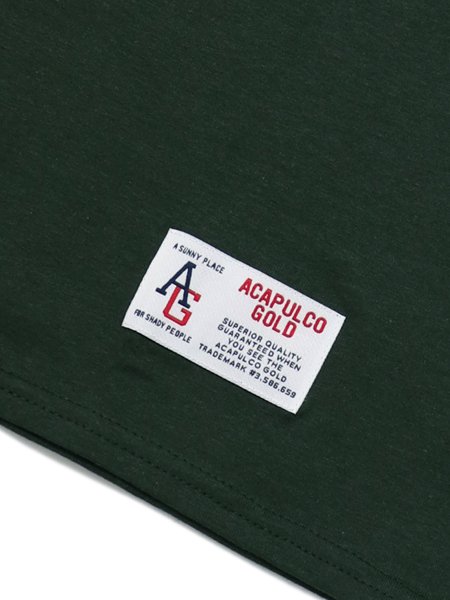 A SUNNY PLACE
AG
FOR SHADY PEOPLE
ACAPULCO
GOLD
SUPERIOR QUALITY
GUARANTEED WHEN
YOU SEE THE
ACAPULCO GOLD
TRADEMARK #3,586,659